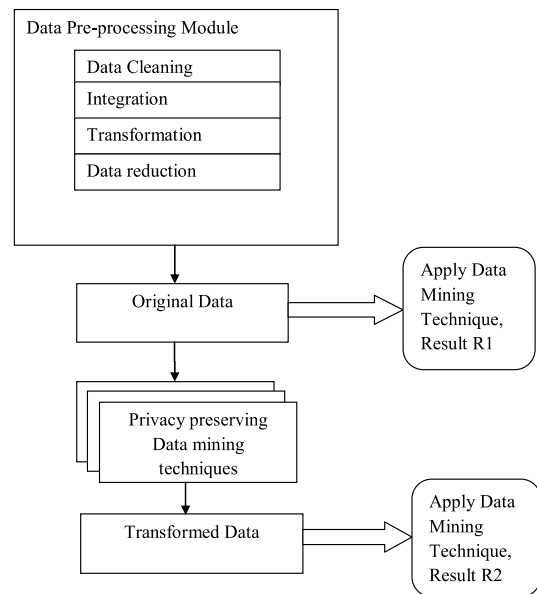 Data Pre-processing Module
Data Cleaning
Integration
Transformation
Data reduction
Original Data
Apply Data
Mining
Technique,
Result R1
Privacy preserving
Data mining
techniques
Transformed Data
Apply Data
Mining
Technique,
Result R2